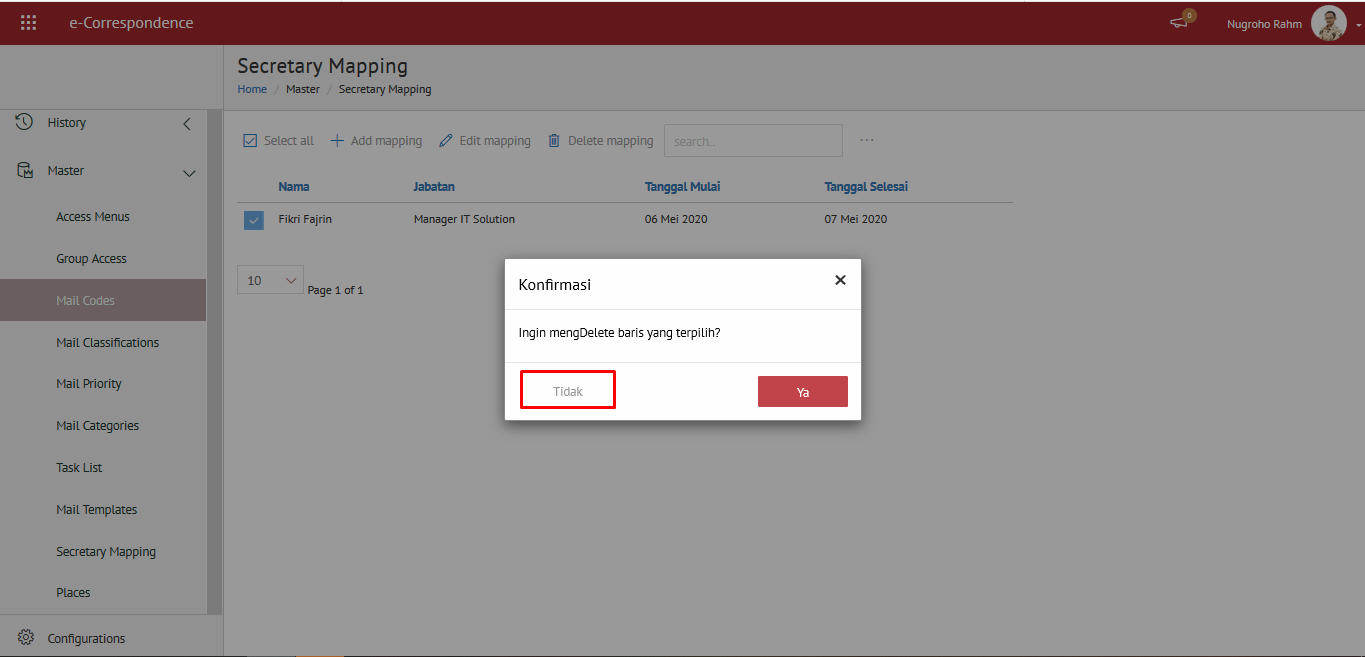 e-Correspondence
0
Nugroho Rahm
Secretary Mapping
Home / Master / Secretary Mapping
History
Master
Access Menus
Group Access
Mail Codes
Mail Classifications
Mail Priority
Mail Categories
Task List
Mail Templates
Secretary Mapping
Places
Configurations
Select all Add mapping Edit mapping Delete mapping search.. ...
Nama Jabatan Tanggal Mulai Tanggal Selesai
Fikri Fajrin Manager IT Solution 06 Mei 2020 07 Mei 2020
10 Page 1 of 1
Konfirmasi
Ingin mengDelete baris yang terpilih?
Tidak Ya